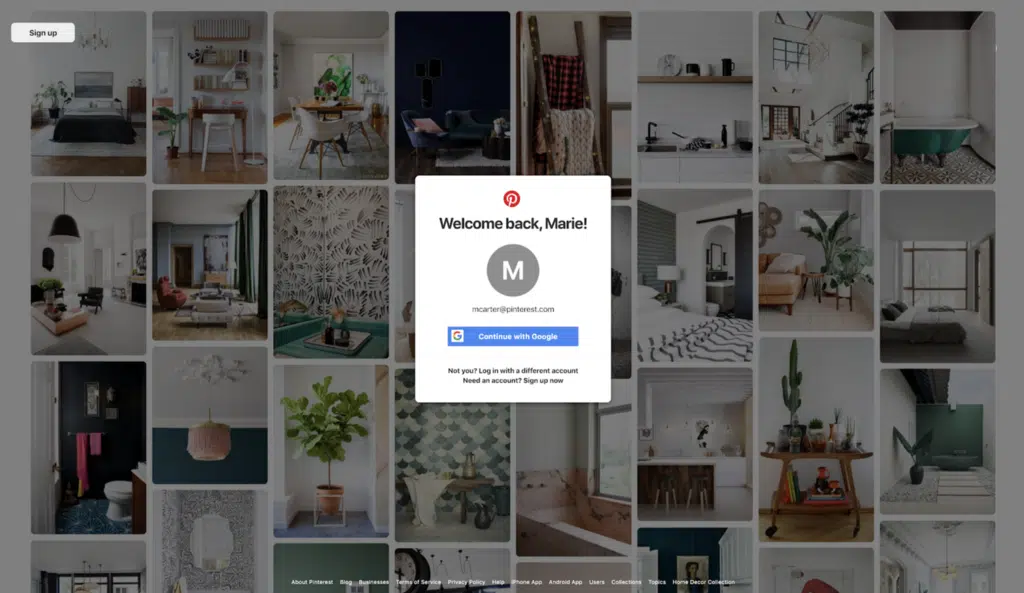 Sign up
Welcome back, Marie!
M
mcarter@pinterest.com
G Continue with Google
Not you? Log in with a different account
Need an account? Sign up now
About Pinterest Blog Businesses Terms of Service Privacy Policy Help iPhone App Android App Users Collections Topics Home Decor Collection